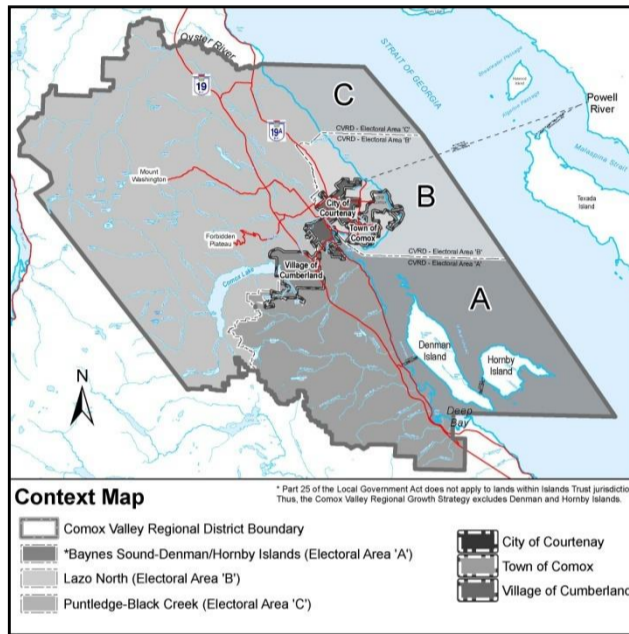 Oyster River
19
19A
C
STRAIT OF GEORGIA
Powell
River
Malaspina Strait
Texada
Island
CVRD - Electoral Area 'C'
CVRD - Electoral Area 'B'
Mount
Washington
B
City of
Courtenay
Town of
Comox
Forbidden
Plateau
CVRD - Electoral Area 'B'
CVRD - Electoral Area 'A'
Village of
Cumberland
Comox Lake
A
Denman
Island
Hornby
Island
N
Deep
Bay
* Part 25 of the Local Government Act does not apply to lands within Islands Trust jurisdiction
Thus, the Comox Valley Regional Growth Strategy excludes Denman and Hornby Islands.
Context Map
Comox Valley Regional District Boundary
*Baynes Sound-Denman/Hornby Islands (Electoral Area 'A')
Lazo North (Electoral Area 'B')
Puntledge-Black Creek (Electoral Area 'C')
City of Courtenay
Town of Comox
Village of Cumberland